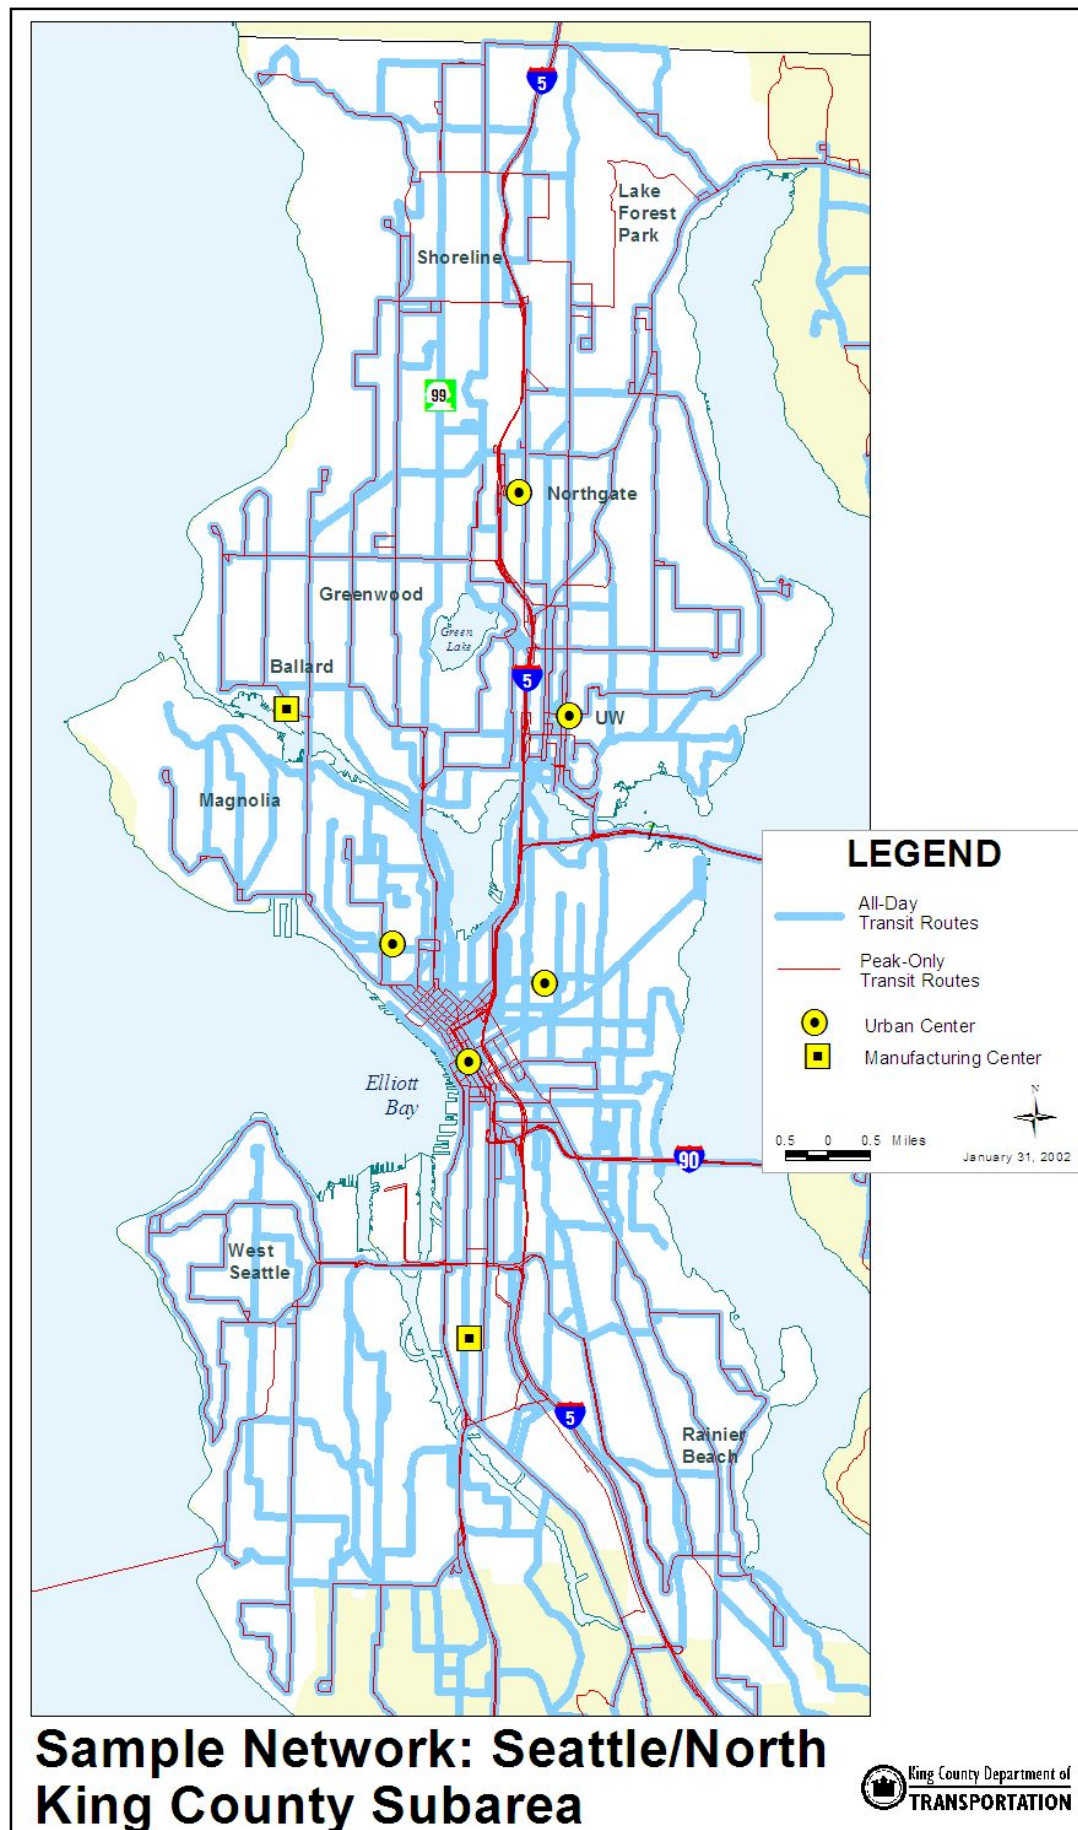 5
Lake
Forest
Park
Shoreline
99
Northgate
Greenwood
Green
Lake
Ballard
5
UW
Magnolia
LEGEND
All-Day
Transit Routes
Peak-Only
Transit Routes
Urban Center
Manufacturing Center
N
0.5 0 0.5 Miles
January 31, 2002
Elliott
Bay
90
West
Seattle
5
Rainier
Beach
Sample Network: Seattle/North
King County Subarea
King County Department of
TRANSPORTATION